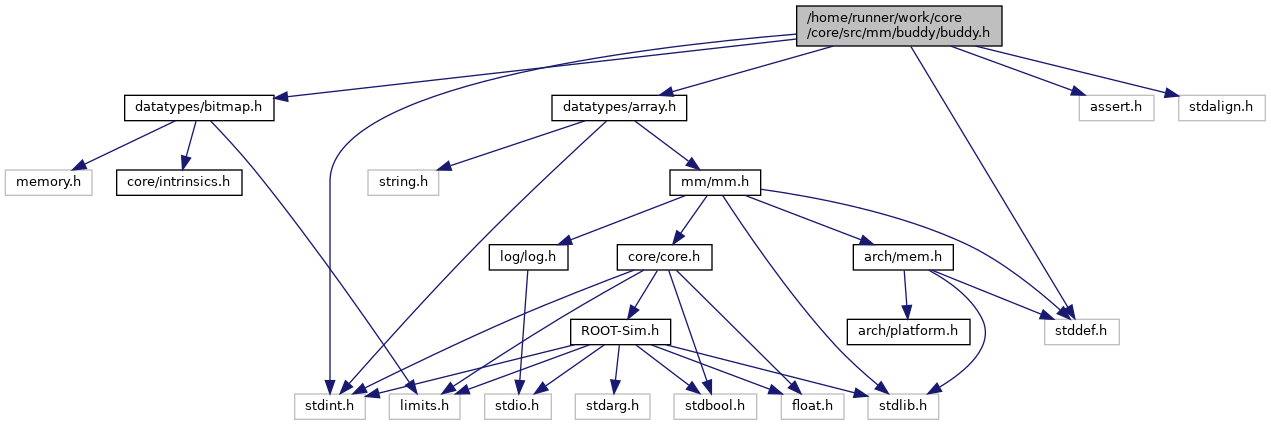 /home/runner/work/core
/core/src/mm/buddy/buddy.h
datatypes/bitmap.h
datatypes/array.h
assert.h
stdalign.h
memory.h
core/intrinsics.h
string.h
mm/mm.h
log/log.h
core/core.h
arch/mem.h
ROOT-Sim.h
arch/platform.h
stddef.h
stdint.h
limits.h
stdio.h
stdarg.h
stdbool.h
float.h
stdlib.h